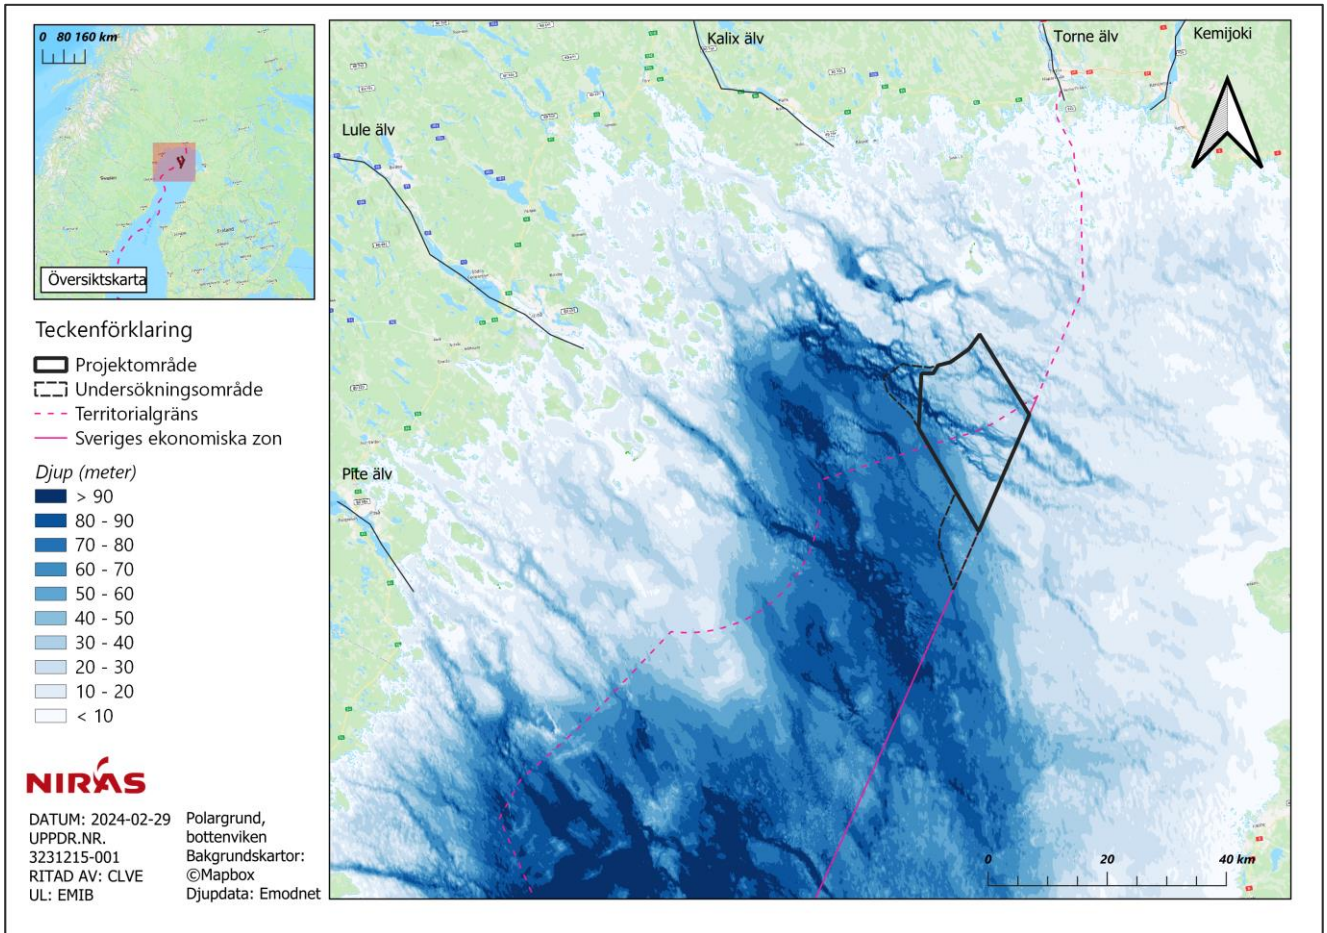 0 80 160 km
Översiktskarta
Teckenförklaring
Projektområde
Undersökningsområde
Territorialgräns
Sveriges ekonomiska zon
Djup (meter)
> 90
80 - 90
70 - 80
60 - 70
50 - 60
40 - 50
30 - 40
20 - 30
10 - 20
< 10
NIRAS
DATUM: 2024-02-29
UPPDR.NR.
3231215-001
RITAD AV: CLVE
UL: EMIB
Polargrund,
bottenviken
Bakgrundskartor:
©Mapbox
Djupdata: Emodnet
Kalix älv
Torne älv
Kemijoki
Lule älv
Pite älv
0 20 40 km